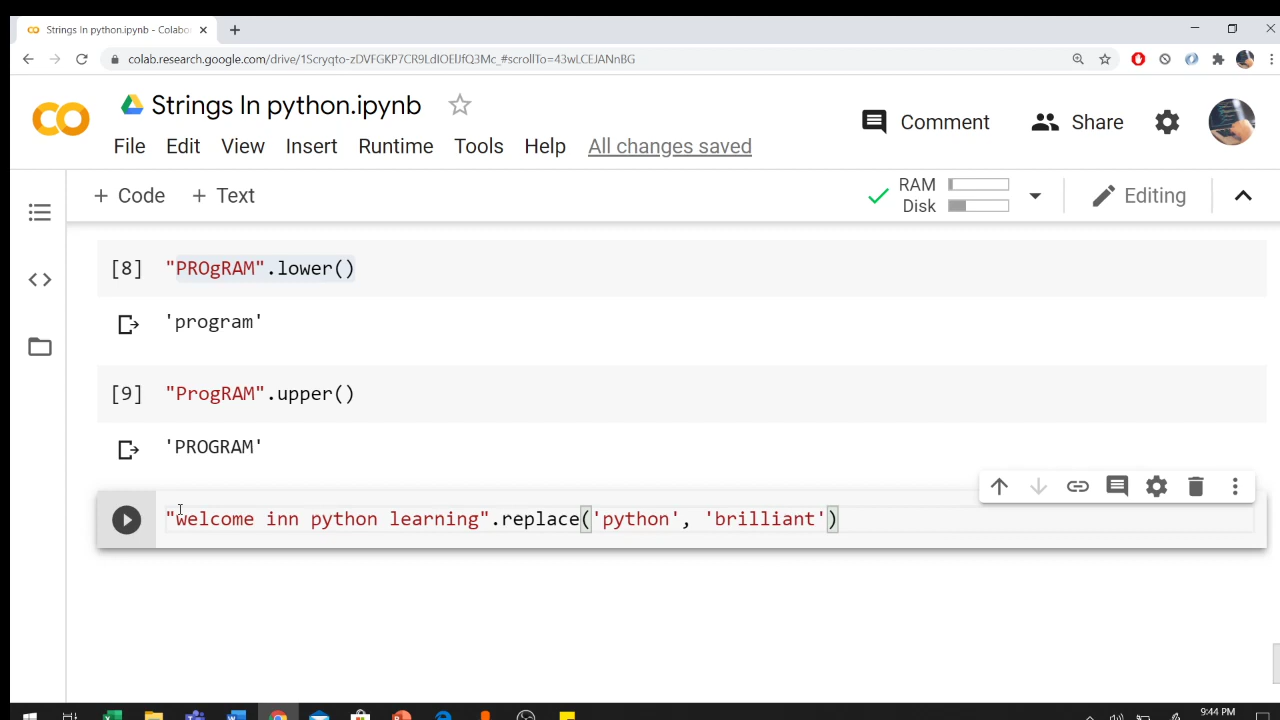 Strings In python.ipynb - Colabo
colab.research.google.com/drive/1Scryqto-zDVFGKP7CR9LdIOEIJfQ3Mc_#scrollTo=43wLCEJANnBG
Strings In python.ipynb
Comment
Share
File Edit View Insert Runtime Tools Help All changes saved
+ Code + Text
RAM
Disk
Editing
[8] "PROgRAM".lower()
'program'
[9] "ProgRAM".upper()
'PROGRAM'
"welcome inn python learning".replace('python', 'brilliant')
9:44 PM